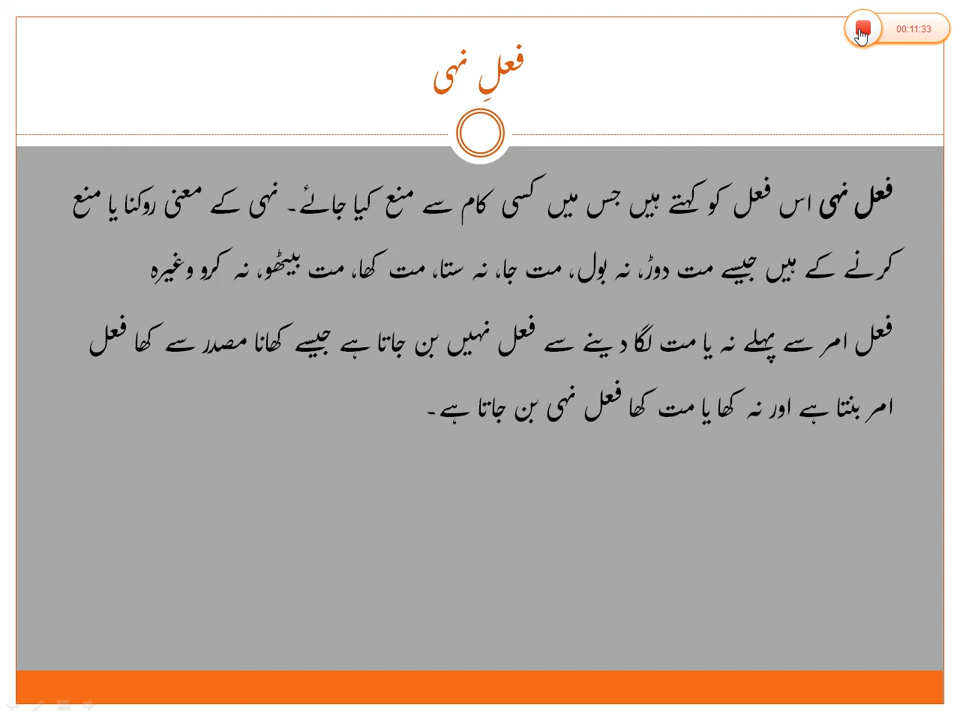 00:11:33
فعلِ نہی
فعل نہی اس فعل کو کہتے ہیں جس میں کسی کام سے منع کیا جائے۔ نہی کے معنی روکنا یا منع
کرنے کے ہیں جیسے مت دوڑ، نہ بول، مت جا، نہ ستا، مت کھا، مت بیٹھو، نہ کرو وغیرہ
فعل امر سے پہلے نہ یا مت لگا دینے سے فعل نہیں بن جاتا ہے جیسے کھانا مصدر سے کھا فعل
امر بنتا ہے اور نہ کھا یا مت کھا فعل نہی بن جاتا ہے۔